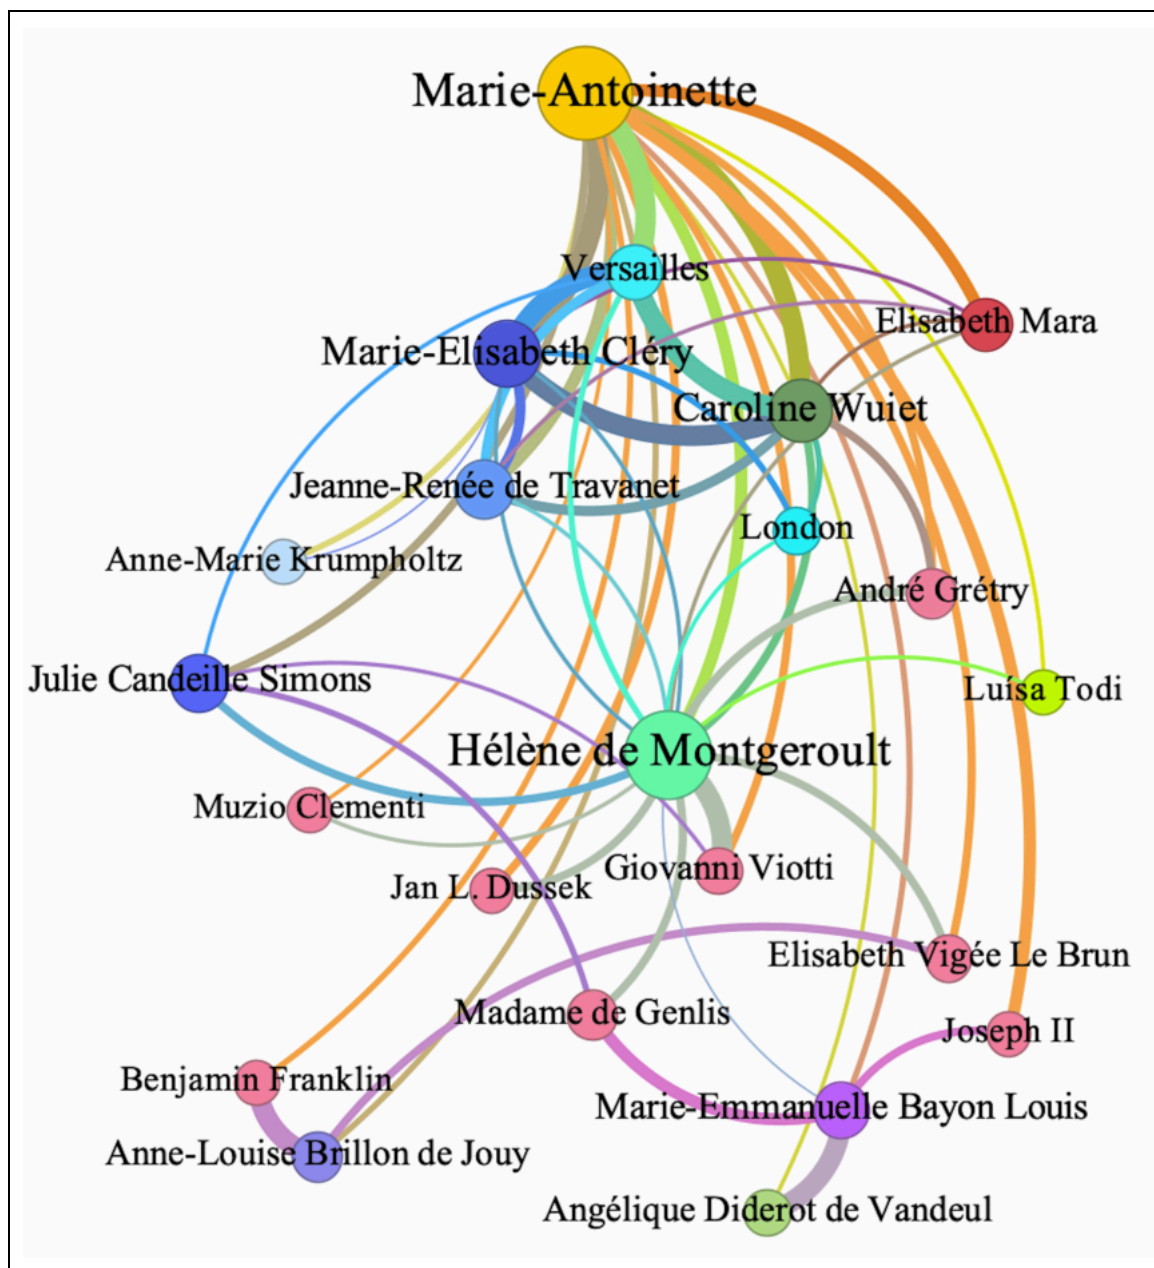 Marie-Antoinette
Versailles
Elisabeth Mara
Marie-Elisabeth Cléry
Caroline Wuiet
Jeanne-Renée de Travanet
London
Anne-Marie Krumpholtz
André Grétry
Julie Candeille Simons
Luísa Todi
Hélène de Montgeroult
Muzio Clementi
Giovanni Viotti
Jan L. Dussek
Elisabeth Vigée Le Brun
Madame de Genlis
Joseph II
Benjamin Franklin
Marie-Emmanuelle Bayon Louis
Anne-Louise Brillon de Jouy
Angélique Diderot de Vandeul